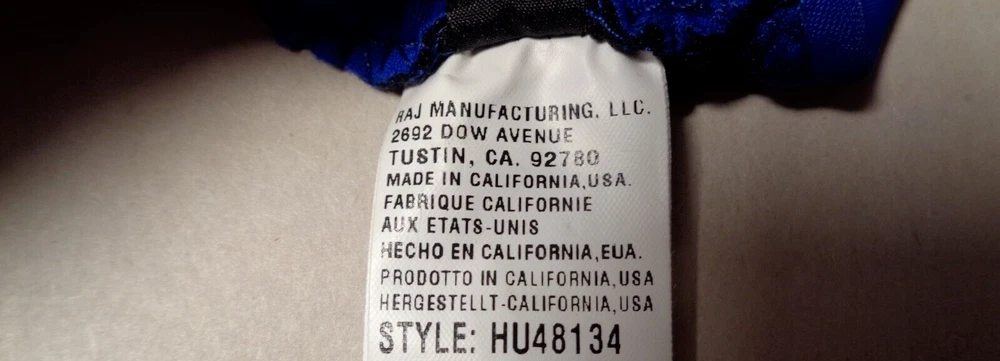 RAJ MANUFACTURING, LLC.
2692 DOW AVENUE
TUSTIN, CA. 92780
MADE IN CALIFORNIA,USA.
FABRIQUE CALIFORNIE
AUX ETATS-UNIS
HECHO EN CALIFORNIA,EUA.
PRODOTTO IN CALIFORNIA,USA
HERGESTELLT-CALIFORNIA,USA
STYLE: HU48134